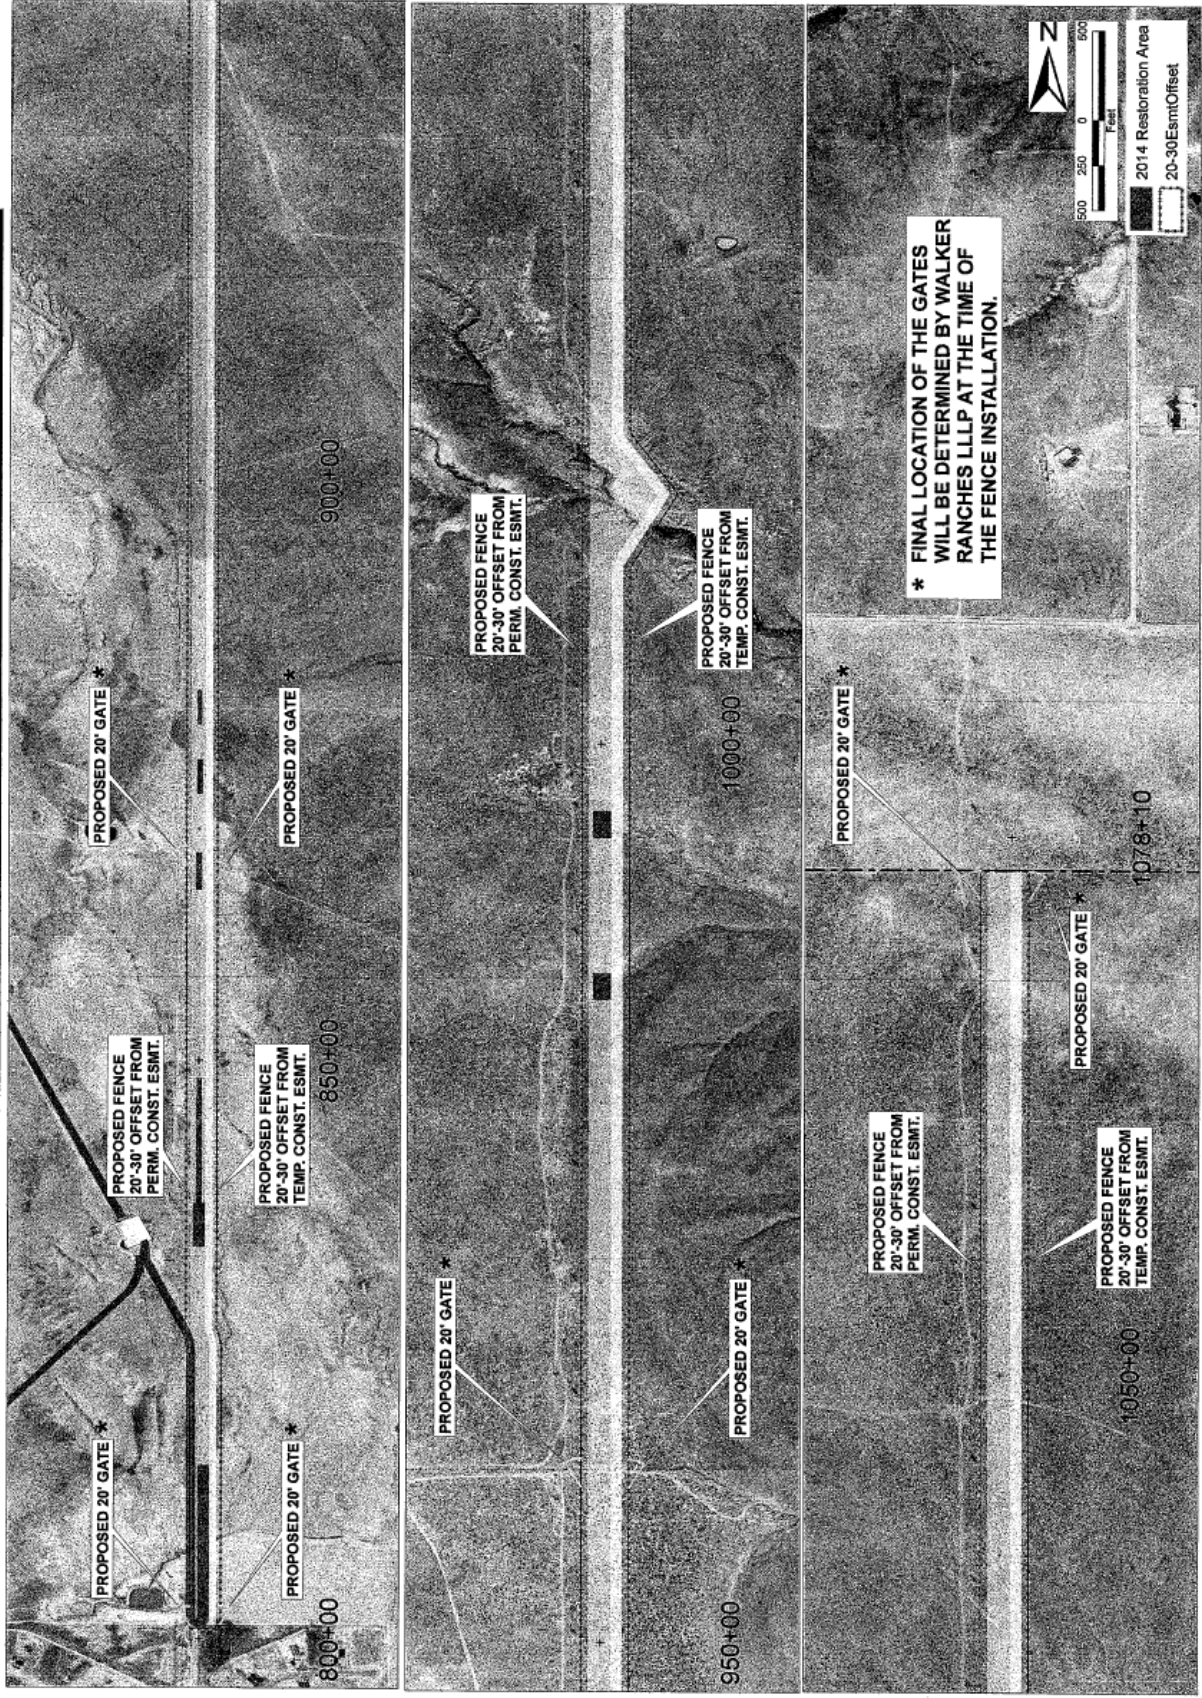 PROPOSED 20' GATE *
PROPOSED 20' GATE *
800+00
PROPOSED FENCE
20'-30' OFFSET FROM
PERM. CONST. ESMT.
PROPOSED FENCE
20'-30' OFFSET FROM
TEMP. CONST. ESMT.
850+00
PROPOSED 20' GATE *
PROPOSED 20' GATE *
900+00
950+00
PROPOSED 20' GATE *
PROPOSED 20' GATE *
1000+00
PROPOSED FENCE
20'-30' OFFSET FROM
PERM. CONST. ESMT.
PROPOSED FENCE
20'-30' OFFSET FROM
TEMP. CONST. ESMT.
1050+00
PROPOSED FENCE
20'-30' OFFSET FROM
PERM. CONST. ESMT.
PROPOSED FENCE
20'-30' OFFSET FROM
TEMP. CONST. ESMT.
PROPOSED 20' GATE *
PROPOSED 20' GATE *
1078+10
* FINAL LOCATION OF THE GATES
WILL BE DETERMINED BY WALKER
RANCHES LLLP AT THE TIME OF
THE FENCE INSTALLATION.
N
500 250 0 500
Feet
2014 Restoration Area
20-30EsmtOffset